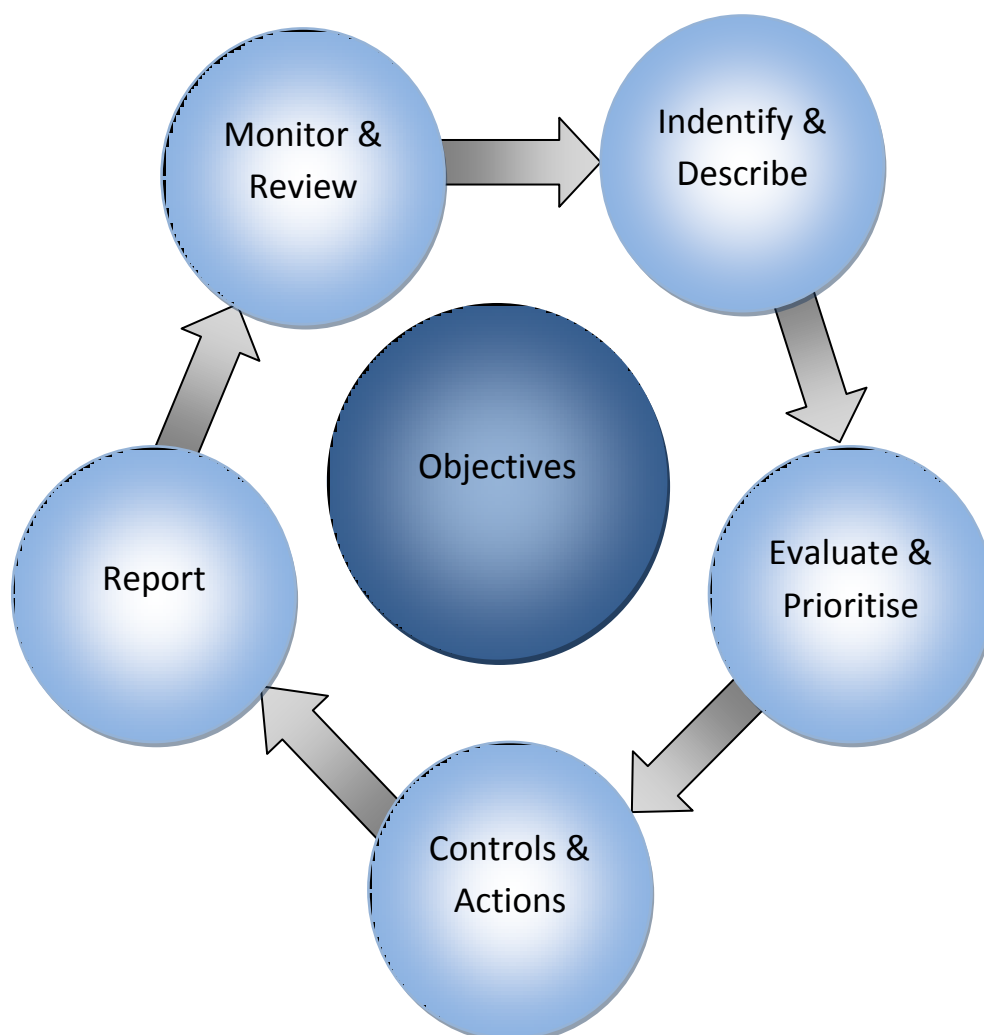 Monitor &
Review
Indentify &
Describe
Objectives
Evaluate &
Prioritise
Report
Controls &
Actions